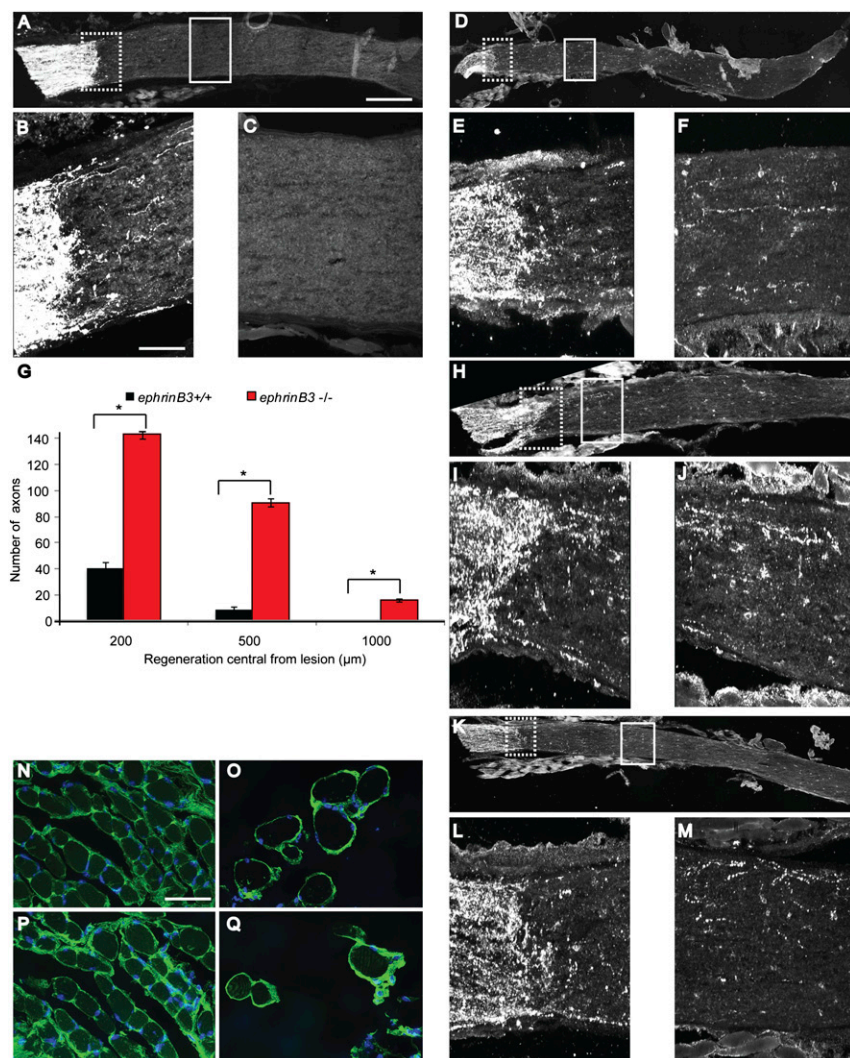 A
B
C
D
E
F
G
ephrinB3+/+ ephrinB3 -/-
*
*
*
Number of axons
140
120
100
80
60
40
20
0
200 500 1000
Regeneration central from lesion (μm)
H
I
J
K
L
M
N
O
P
Q